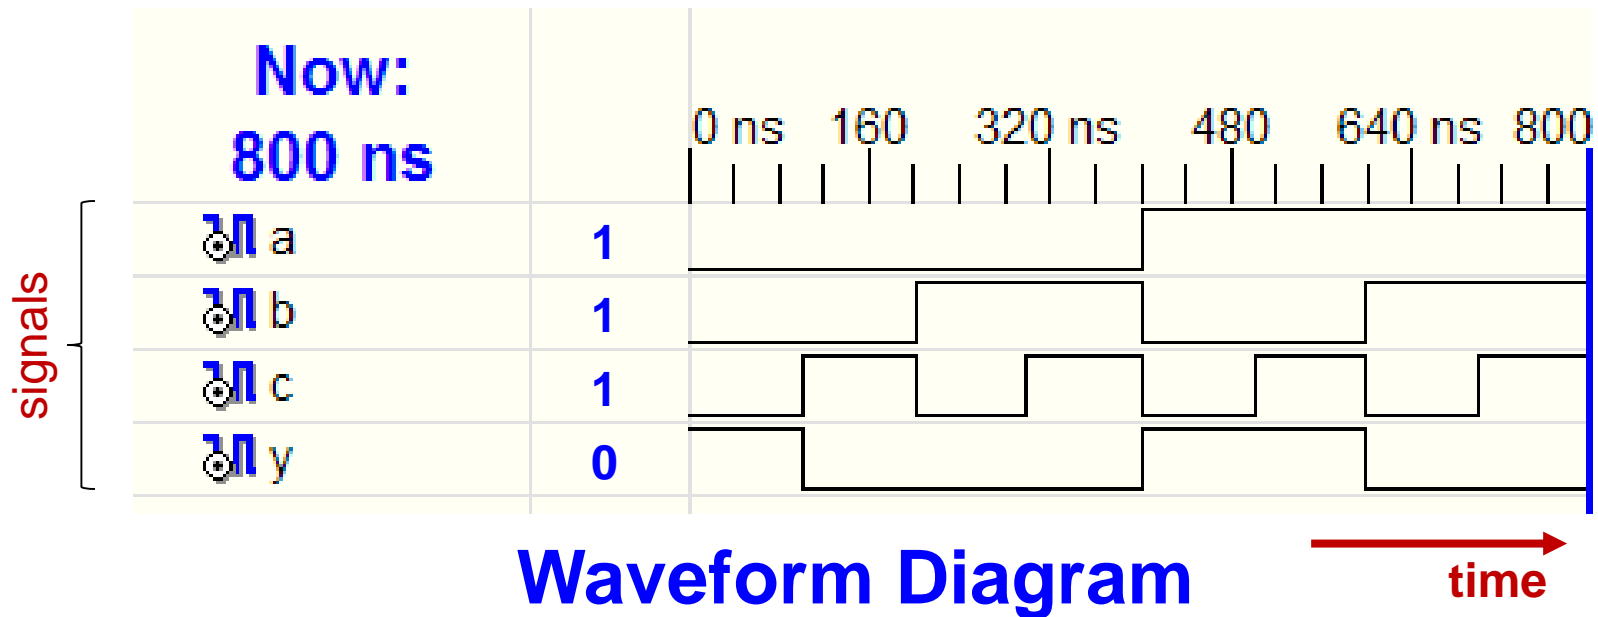 Now:
800 ns
0 ns 160 320 ns 480 640 ns 800
signals
a 1
b 1
c 1
y 0
Waveform Diagram
time